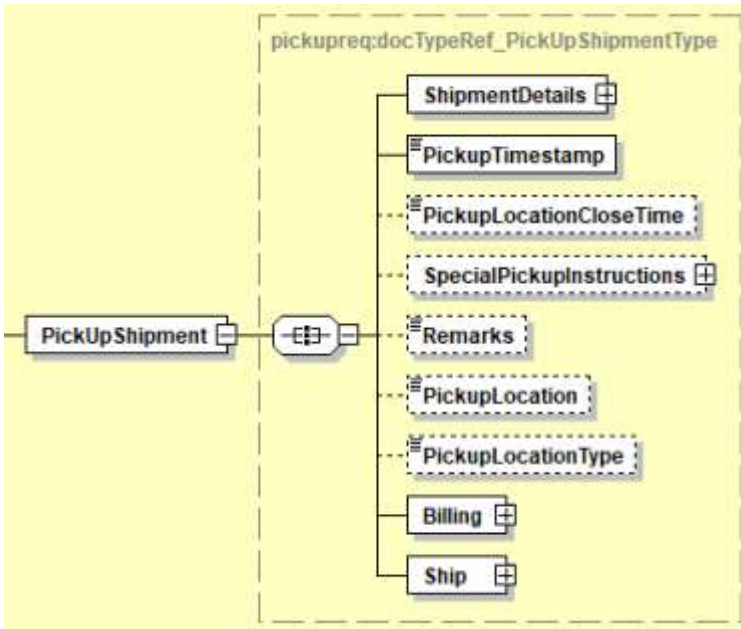 pickupreq:docTypeRef_PickUpShipmentType
ShipmentDetails
PickupTimestamp
PickupLocationCloseTime
SpecialPickupInstructions
PickUpShipment
Remarks
PickupLocation
PickupLocationType
Billing
Ship